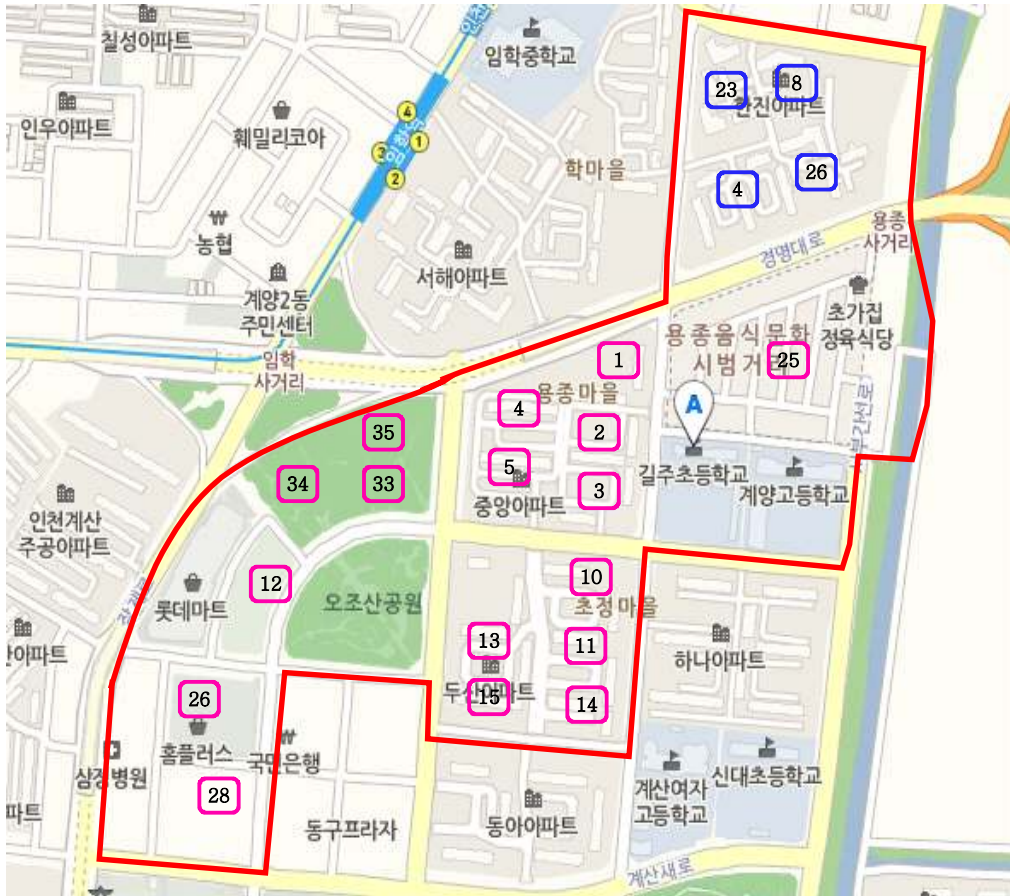 칠성아파트
임학중학교
인우아파트
훼밀리코아
4
1
3
2
임학역
23
8
한진아파트
학마을
4
26
농협
계양2동
주민센터
서해아파트
경명대로
용종
사거리
임학
사거리
초가집
정육식당
용종음식문화
시범거리
1
25
용종마을
4
2
A
35
5
34
33
3
중앙아파트
길주초등학교
계양고등학교
인천계산
주공아파트
롯데마트
12
오조산공원
10
초정마을
13
11
하나아파트
두산아파트
15
14
26
홈플러스
국민은행
삼정병원
28
계산여자
고등학교
신대초등학교
동구프라자
동아아파트
계산새로